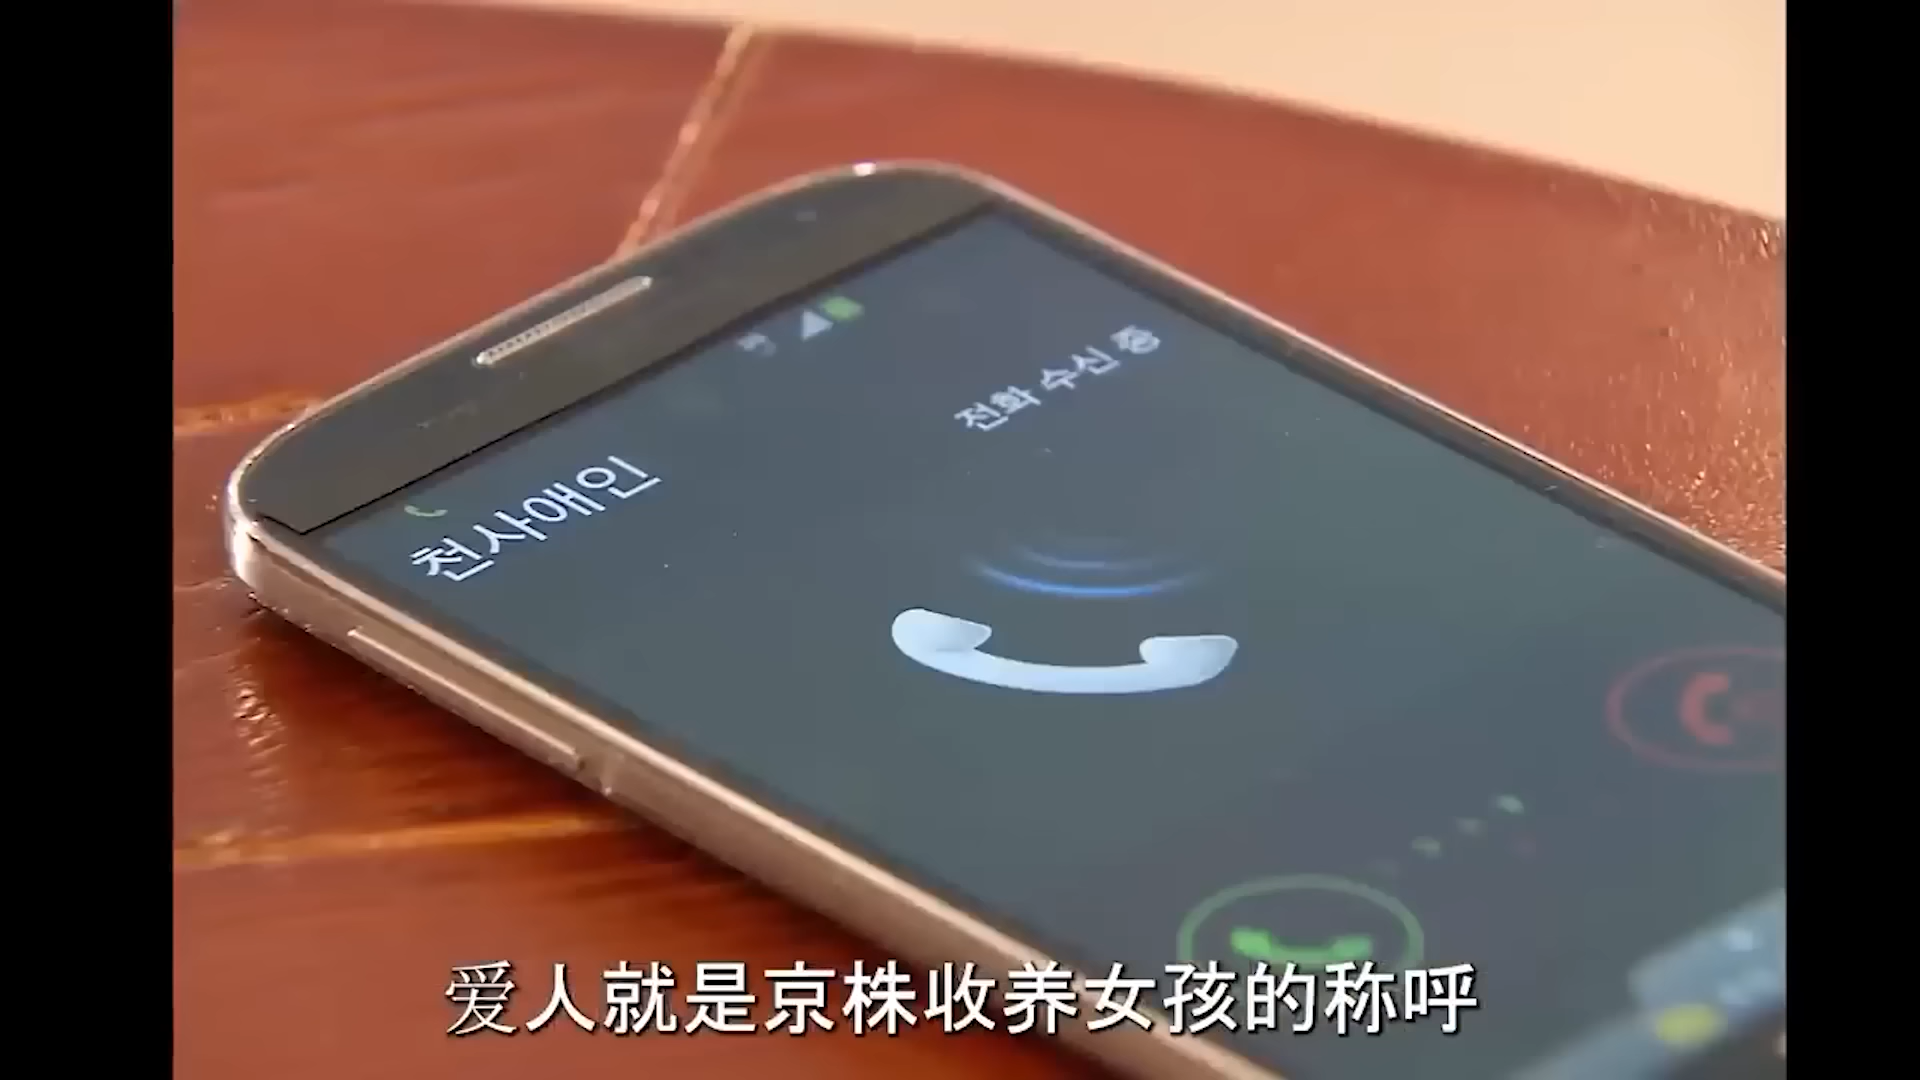 전화 수신 중
천사애인
爱人就是京株收养女孩的称呼